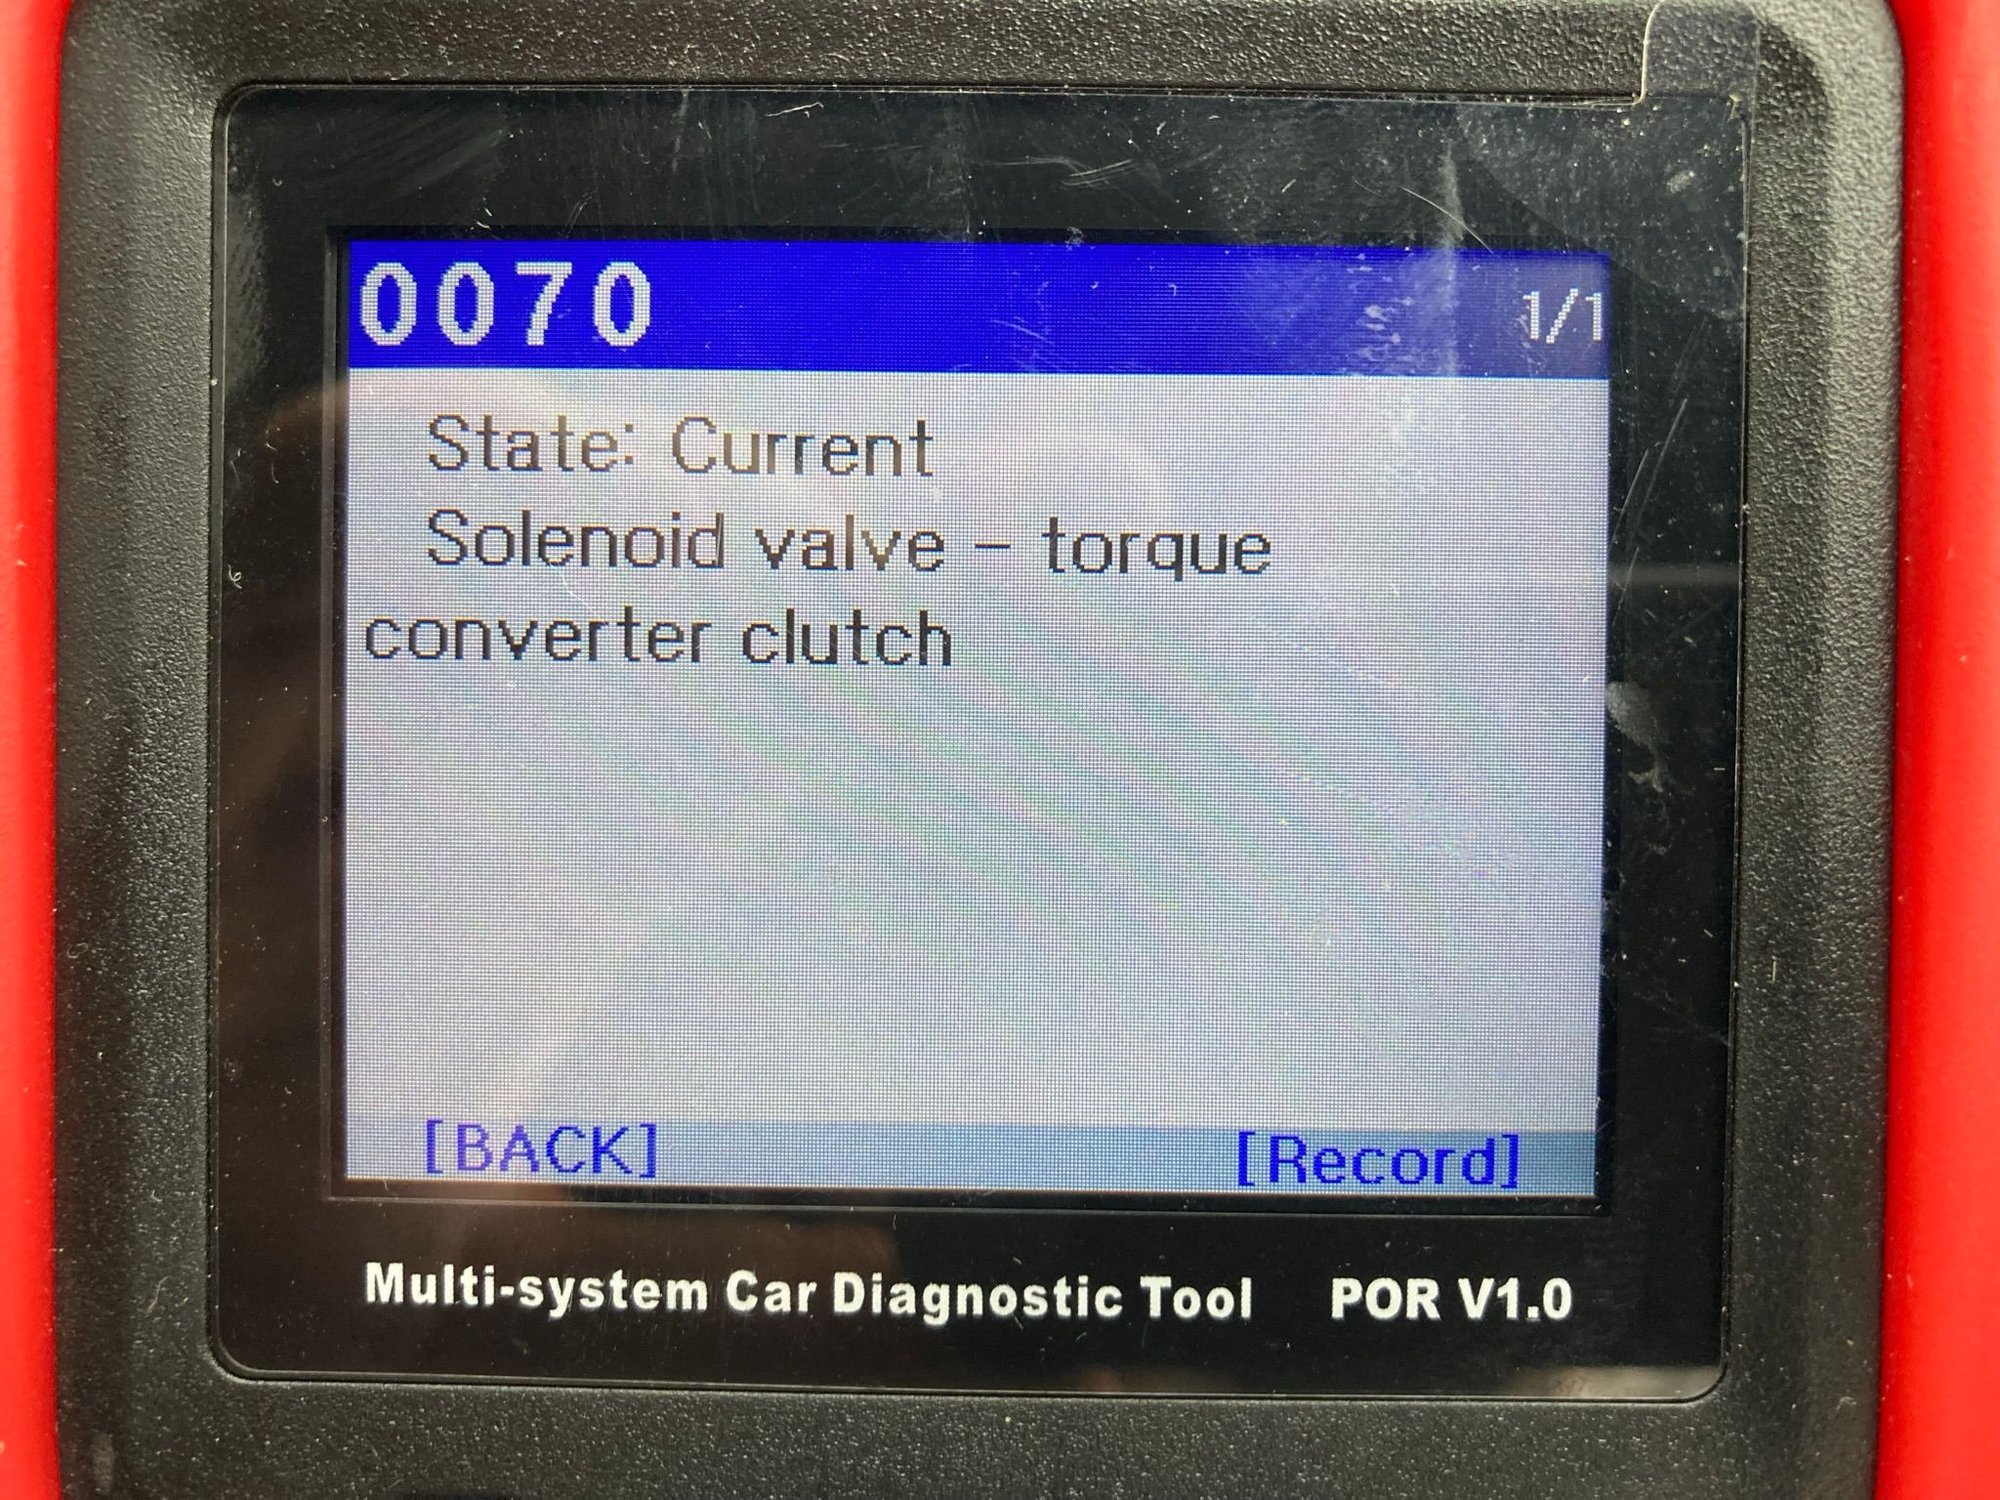 0070 1/1
State: Current
Solenoid valve - torque
converter clutch
[BACK] [Record]
Multi-system Car Diagnostic Tool POR V1.0